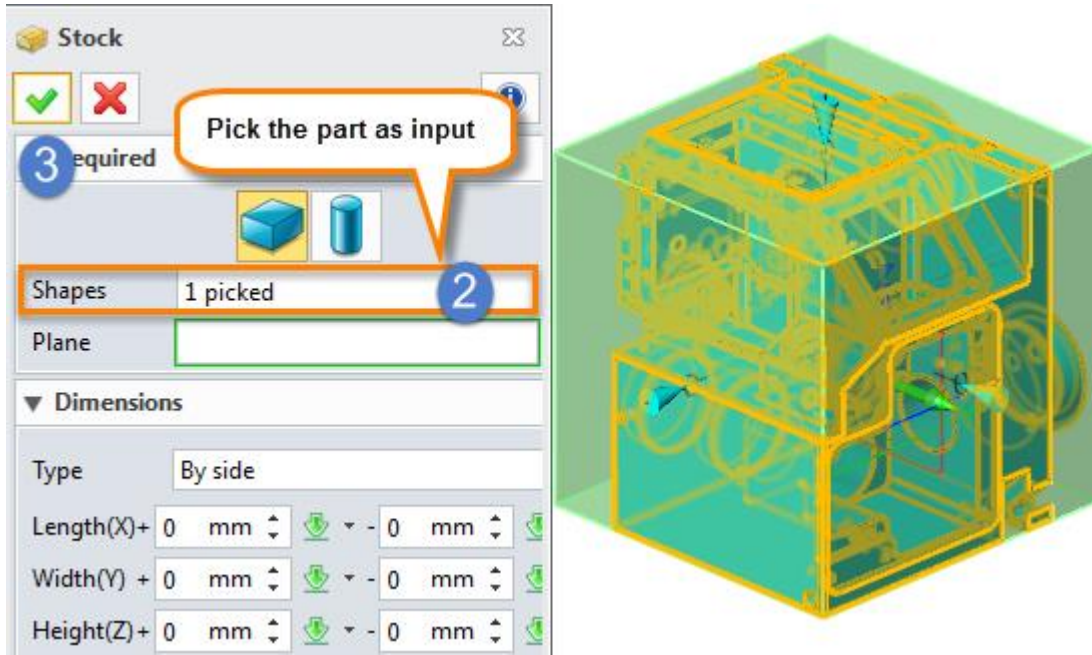 Stock
Pick the part as input
3
equired
Shapes 1 picked 2
Plane
Dimensions
Type By side
Length(X)+ 0 mm - 0 mm
Width(Y) + 0 mm - 0 mm
Height(Z)+ 0 mm - 0 mm